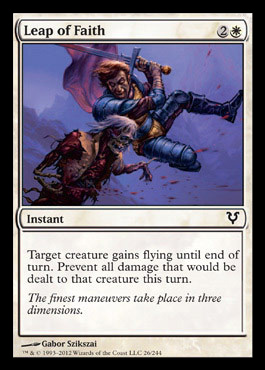 Leap of Faith 2
Instant
Target creature gains flying until end of
turn. Prevent all damage that would be
dealt to that creature this turn.
The finest maneuvers take place in three
dimensions.
Gabor Szikszai
™ & © 1993-2012 Wizards of the Coast LLC 26/244